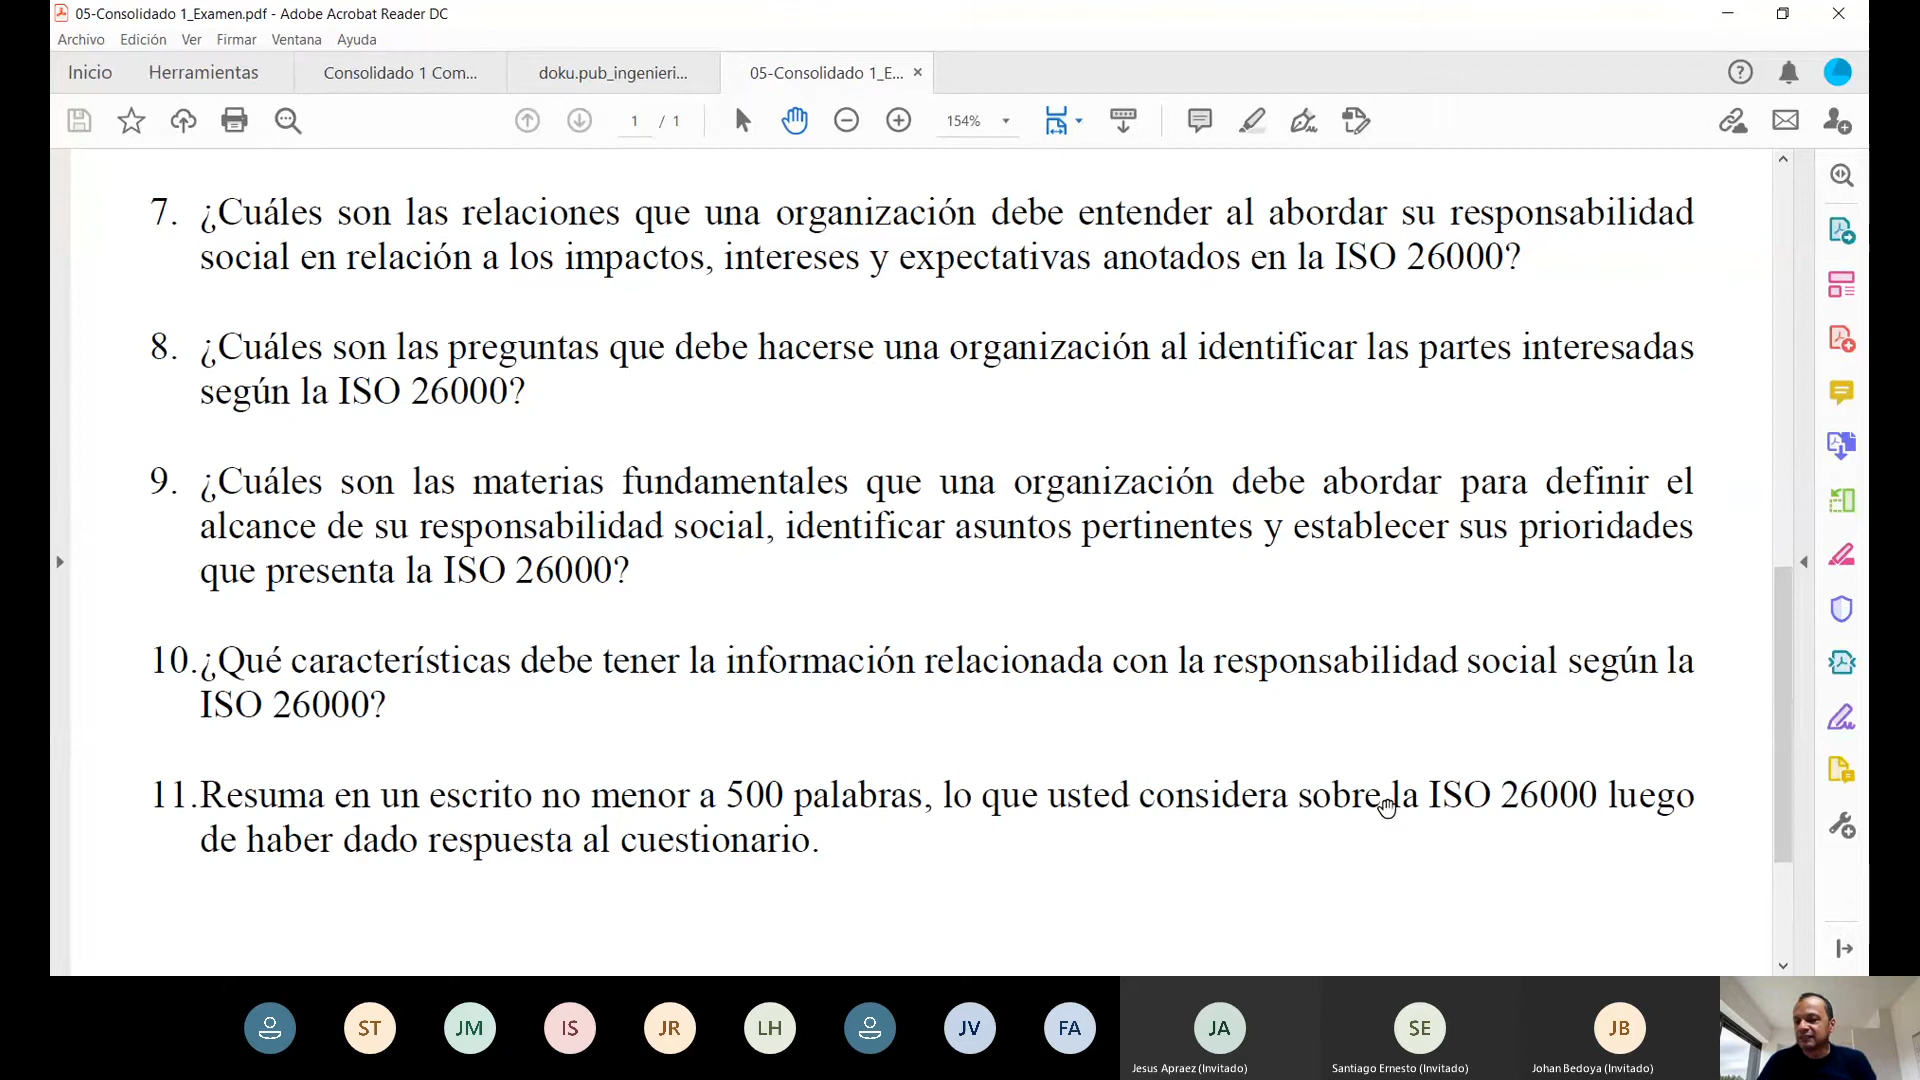 05-Consolidado 1_Examen.pdf - Adobe Acrobat Reader DC
Archivo Edición Ver Firmar Ventana Ayuda
Inicio Herramientas Consolidado 1 Com... doku.pub_ingenieri... 05-Consolidado 1_E... ×
1 / 1 154%
7. ¿Cuáles son las relaciones que una organización debe entender al abordar su responsabilidad
social en relación a los impactos, intereses y expectativas anotados en la ISO 26000?
8. ¿Cuáles son las preguntas que debe hacerse una organización al identificar las partes interesadas
según la ISO 26000?
9. ¿Cuáles son las materias fundamentales que una organización debe abordar para definir el
alcance de su responsabilidad social, identificar asuntos pertinentes y establecer sus prioridades
que presenta la ISO 26000?
10.¿Qué características debe tener la información relacionada con la responsabilidad social según la
ISO 26000?
11.Resuma en un escrito no menor a 500 palabras, lo que usted considera sobre la ISO 26000 luego
de haber dado respuesta al cuestionario.
ST JM IS JR LH JV FA JA SE JB
Jesus Apraez (Invitado) Santiago Ernesto (Invitado) Johan Bedoya (Invitado)